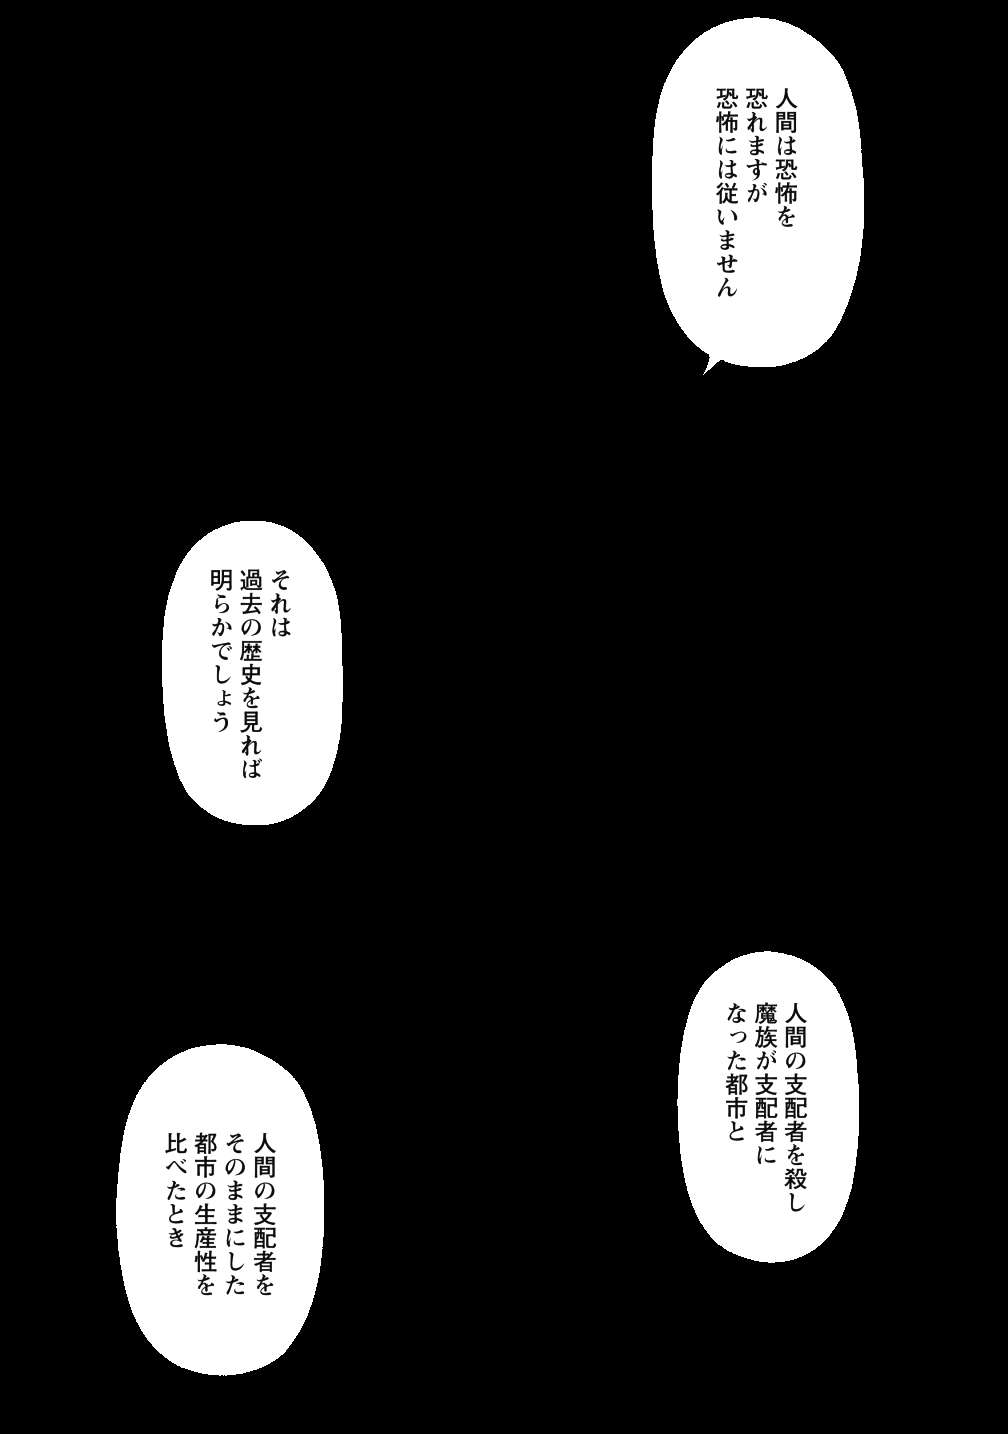 人間は恐怖を
恐れますが
恐怖には従いません
それは
過去の歴史を見れば
明らかでしょう
人間の支配者を殺し
魔族が支配者に
なった都市と
人間の支配者を
そのままにした
都市の生産性を
比べたとき